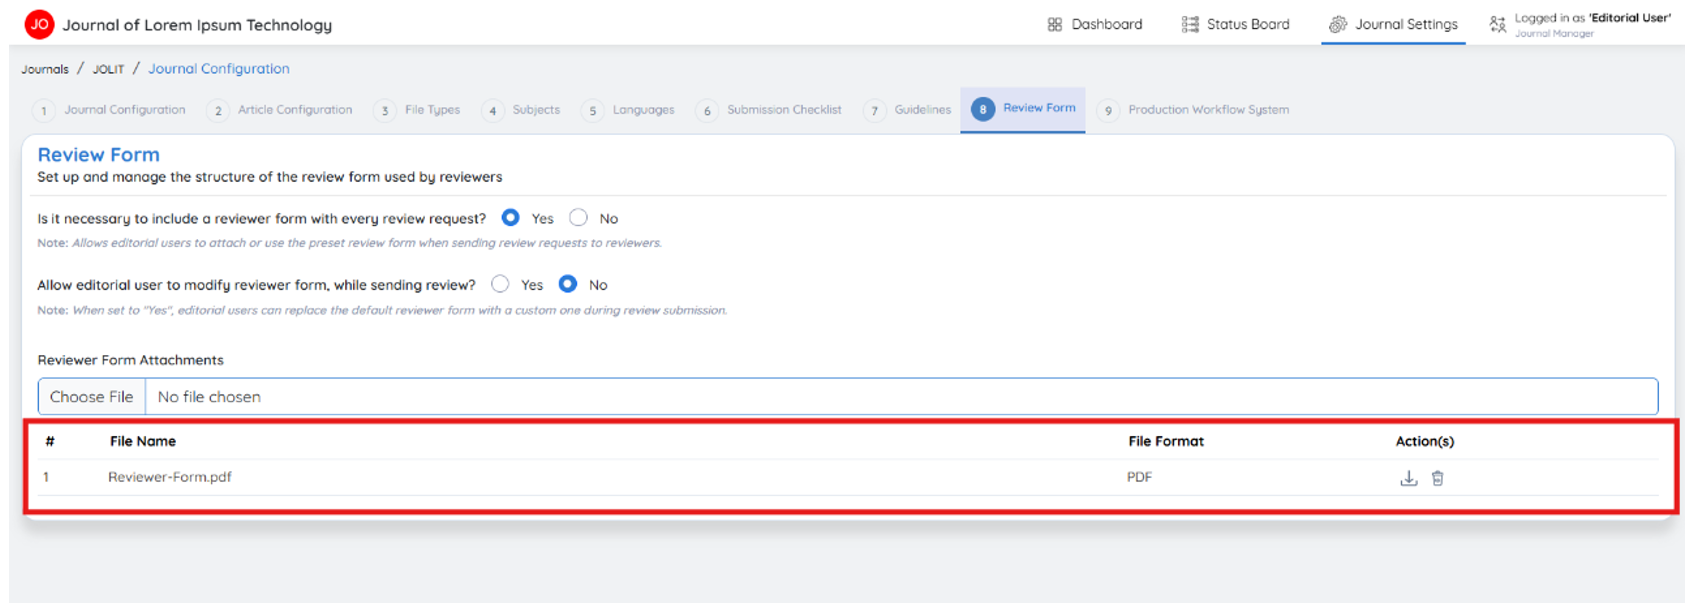 JO Journal of Lorem Ipsum Technology Dashboard Status Board Journal Settings Logged in as 'Editorial User'
Journal Manager
Journals / JOLIT / Journal Configuration
1 Journal Configuration 2 Article Configuration 3 File Types 4 Subjects 5 Languages 6 Submission Checklist 7 Guidelines 8 Review Form 9 Production Workflow System
Review Form
Set up and manage the structure of the review form used by reviewers
Is it necessary to include a reviewer form with every review request? Yes No
Note: Allows editorial users to attach or use the preset review form when sending review requests to reviewers.
Allow editorial user to modify reviewer form, while sending review? Yes No
Note: When set to "Yes", editorial users can replace the default reviewer form with a custom one during review submission.
Reviewer Form Attachments
Choose File No file chosen
# File Name File Format Action(s)
1 Reviewer-Form.pdf PDF